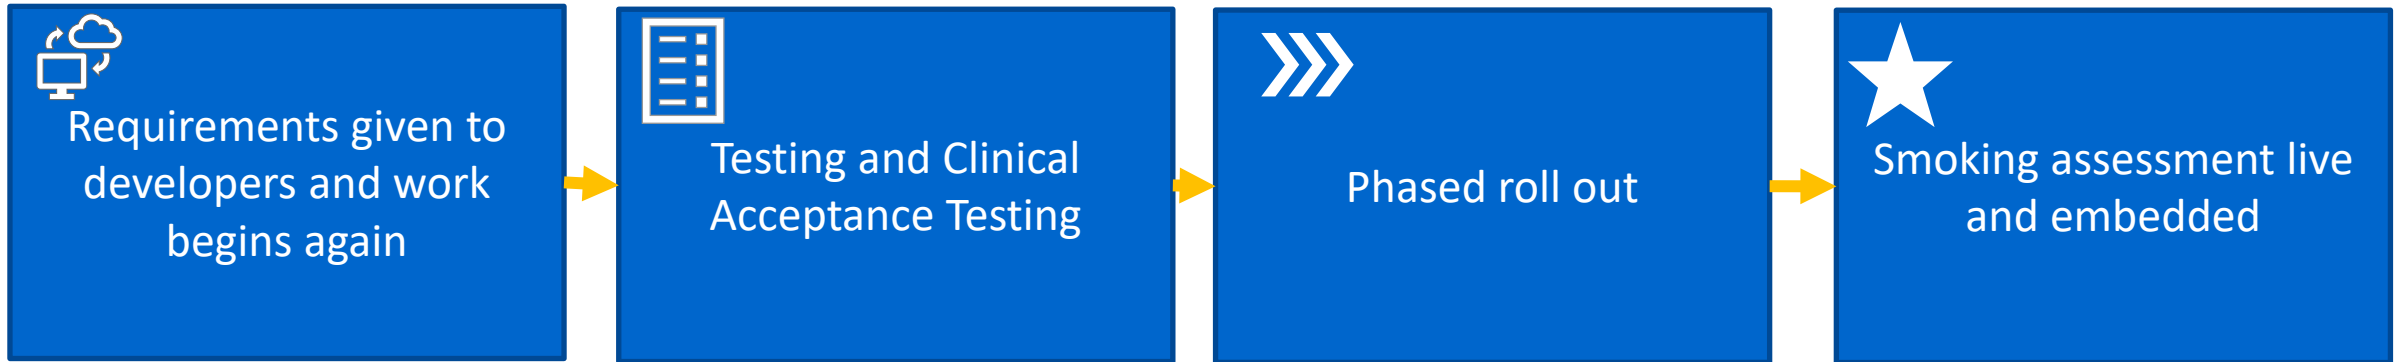 Requirements given to
developers and work
begins again
Testing and Clinical
Acceptance Testing
Phased roll out
Smoking assessment live
and embedded